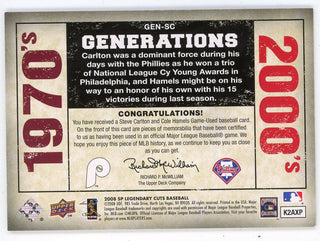 GEN-SC
GENERATIONS
Carlton was a dominant force during his
days with the Phillies as he won a trio
of National League Cy Young Awards in
Philadelphia, and Hamels might be on
his way to an honor of his own with his 15
victories during last season.
1970's
2000's
CONGRATULATIONS!
You have received a Steve Carlton and Cole Hamels Game-Used baseball card.
On the front of this card are pieces of memorabilia that have been certified
to us as having been used in an official Major League Baseball® game. We
hope you enjoy this piece of MLB history, as we continue to keep you as close
as you can get.
RICHARD P. McWILLIAM
The Upper Deck Company
Phillies
2008 SP LEGENDARY CUTS BASEBALL
K2AXP